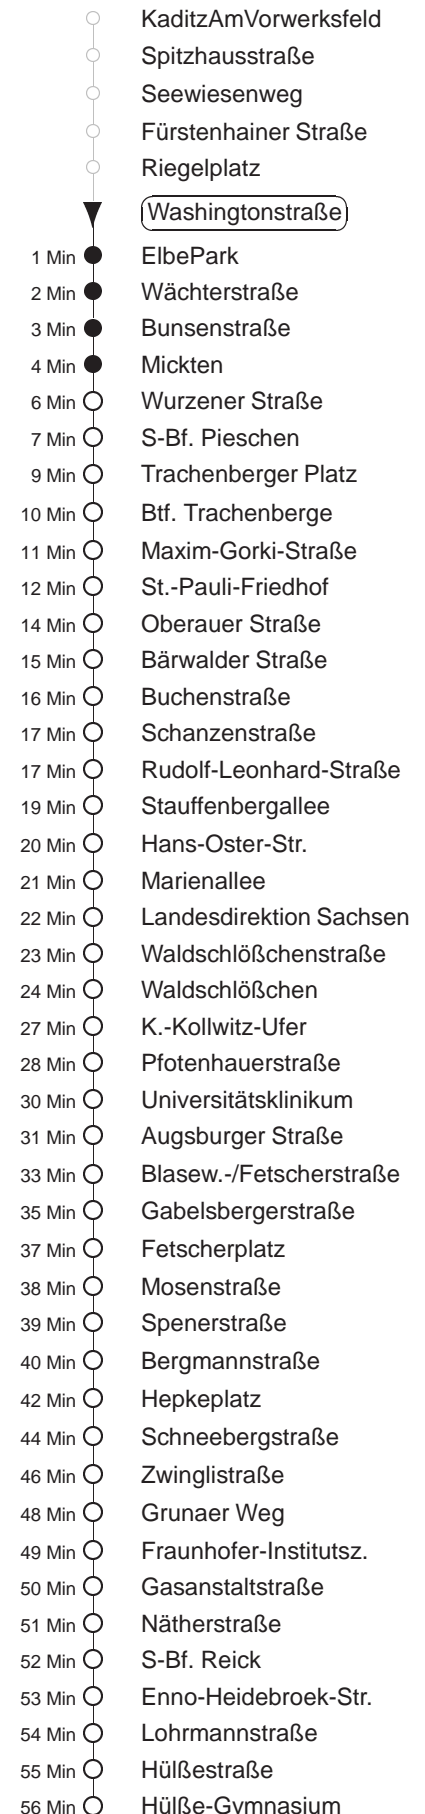 KaditzAmVorwerksfeld
Spitzhausstraße
Seewiesenweg
Fürstenhainer Straße
Riegelplatz
Washingtonstraße
1 Min ElbePark
2 Min Wächterstraße
3 Min Bunsenstraße
4 Min Mickten
6 Min Wurzener Straße
7 Min S-Bf. Pieschen
9 Min Trachenberger Platz
10 Min Btf. Trachenberge
11 Min Maxim-Gorki-Straße
12 Min St.-Pauli-Friedhof
14 Min Oberauer Straße
15 Min Bärwalder Straße
16 Min Buchenstraße
17 Min Schanzenstraße
17 Min Rudolf-Leonhard-Straße
19 Min Stauffenbergallee
20 Min Hans-Oster-Str.
21 Min Marienallee
22 Min Landesdirektion Sachsen
23 Min Waldschlößchenstraße
24 Min Waldschlößchen
27 Min K.-Kollwitz-Ufer
28 Min Pfotenhauerstraße
30 Min Universitätsklinikum
31 Min Augsburger Straße
33 Min Blasew.-/Fetscherstraße
35 Min Gabelsbergerstraße
37 Min Fetscherplatz
38 Min Mosenstraße
39 Min Spenerstraße
40 Min Bergmannstraße
42 Min Hepkeplatz
44 Min Schneebergstraße
46 Min Zwinglistraße
48 Min Grunaer Weg
49 Min Fraunhofer-Institutsz.
50 Min Gasanstaltstraße
51 Min Nätherstraße
52 Min S-Bf. Reick
53 Min Enno-Heidebroek-Str.
54 Min Lohrmannstraße
55 Min Hülßestraße
56 Min Hülße-Gymnasium